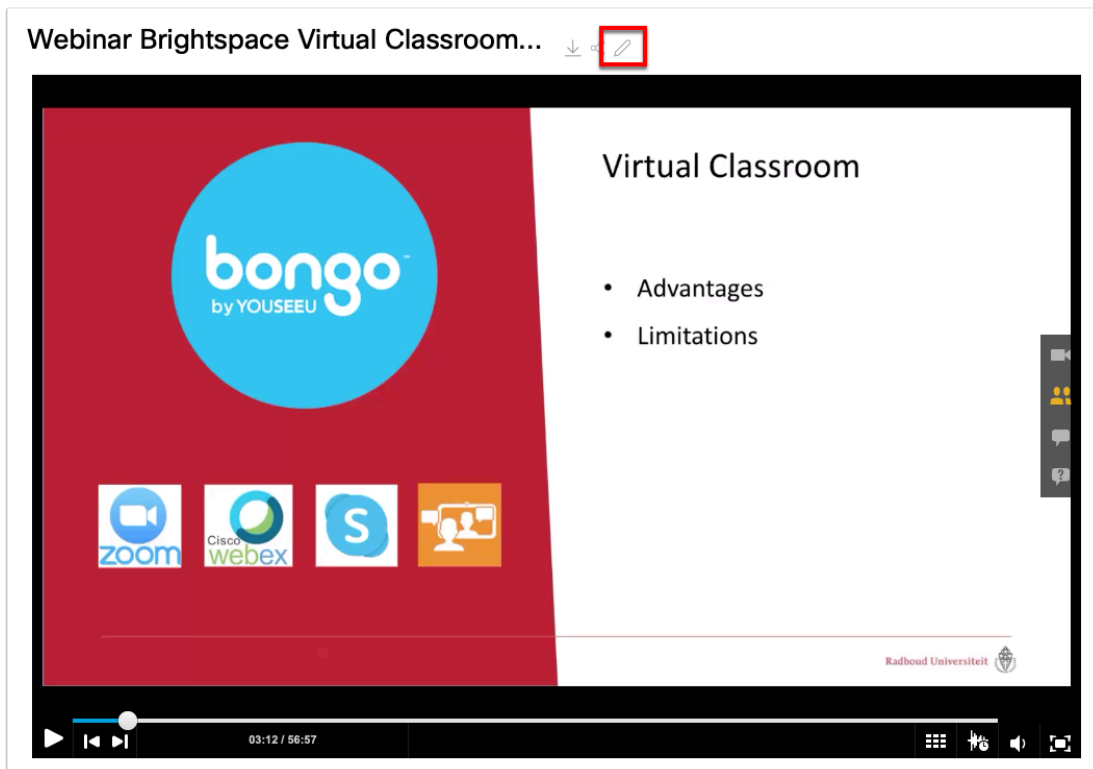 Webinar Brightspace Virtual Classroom...
bongo™
by YOUSEEU
Virtual Classroom
• Advantages
• Limitations
zoom
Cisco
webex
S
?
Radboud Universiteit
03:12 / 56:57